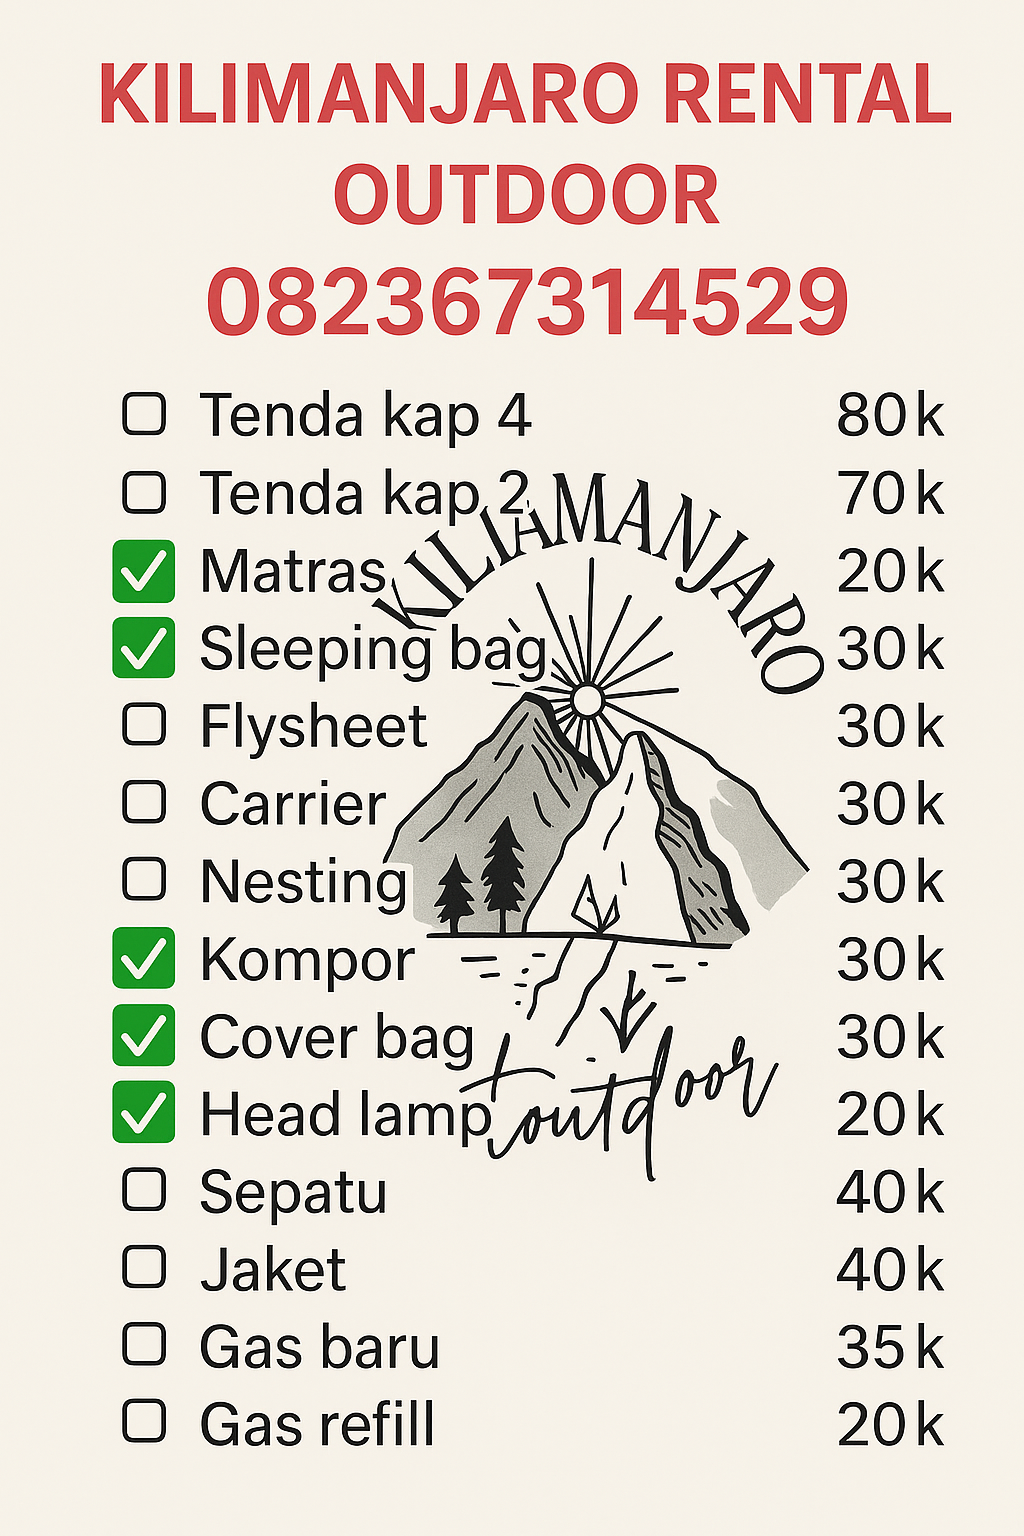 KILIMANJARO RENTAL
OUTDOOR
082367314529
Tenda kap 4 80k
Tenda kap 2 70k
Matras 20k
Sleeping bag 30k
Flysheet 30k
Carrier 30k
Nesting 30k
Kompor 30k
Cover bag 30k
Head lamp 20k
Sepatu 40k
Jaket 40k
Gas baru 35k
Gas refill 20k
KILIAMANJARO
outdoor